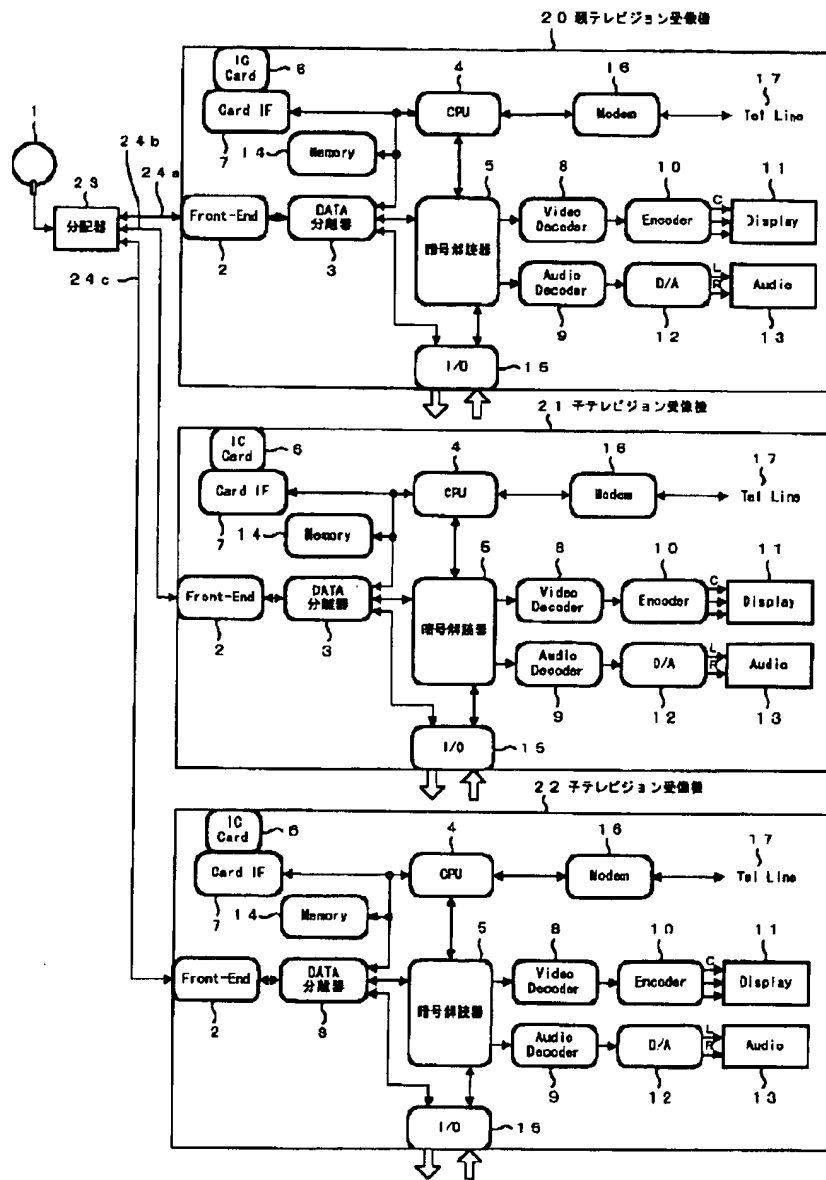 20 親テレビジョン受像機
IC
Card
6
Card IF
7
14
Memory
4
CPU
16
Modem
17
Tel Line
1
24b
24a
23
分配器
24c
Front-End
2
DATA
分離器
3
5
暗号解読器
8
Video
Decoder
10
Encoder
C
11
Display
Audio
Decoder
9
D/A
12
L
R
Audio
13
I/O
15
21 子テレビジョン受像機
IC
Card
6
Card IF
7
14
Memory
4
CPU
16
Modem
17
Tel Line
Front-End
2
DATA
分離器
3
5
暗号解読器
8
Video
Decoder
10
Encoder
C
11
Display
Audio
Decoder
9
D/A
12
L
R
Audio
13
I/O
15
22 子テレビジョン受像機
IC
Card
6
Card IF
7
14
Memory
4
CPU
16
Modem
17
Tel Line
Front-End
2
DATA
分離器
3
5
暗号解読器
8
Video
Decoder
10
Encoder
C
11
Display
Audio
Decoder
9
D/A
12
L
R
Audio
13
I/O
15